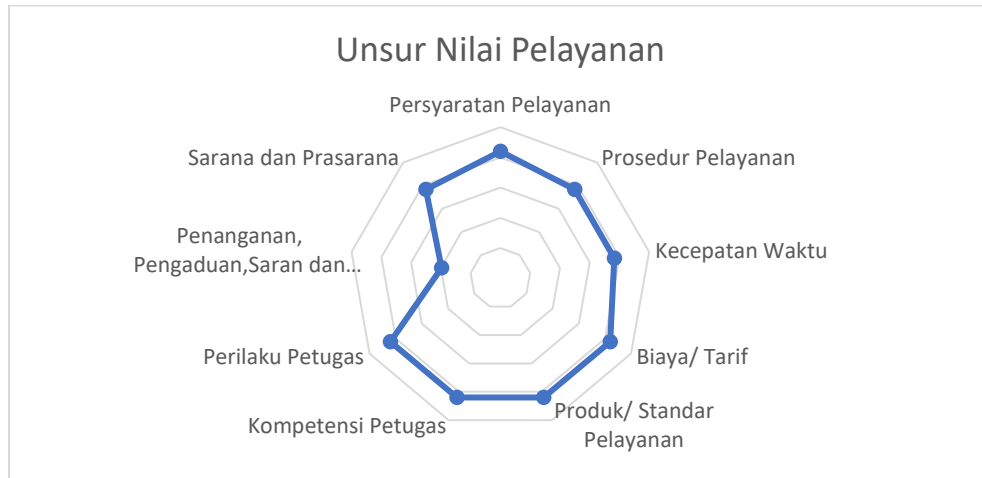 Unsur Nilai Pelayanan
Persyaratan Pelayanan
Prosedur Pelayanan
Kecepatan Waktu
Biaya/ Tarif
Produk/ Standar
Pelayanan
Kompetensi Petugas
Perilaku Petugas
Penanganan,
Pengaduan,Saran dan…
Sarana dan Prasarana